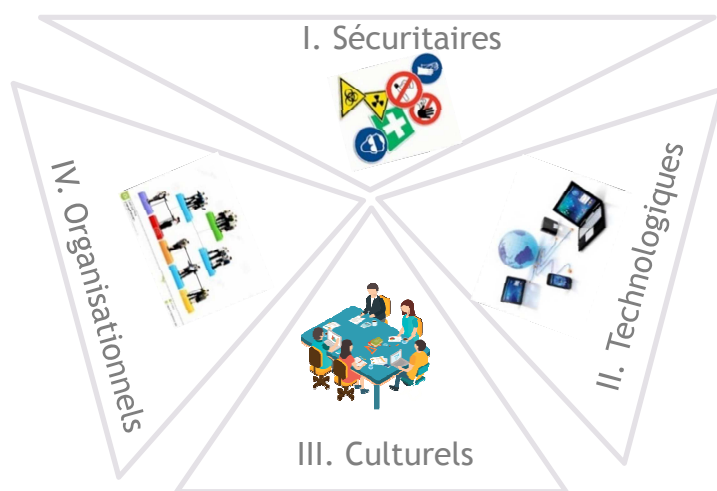 I. Sécuritaires
II. Technologiques
III. Culturels
IV. Organisationnels